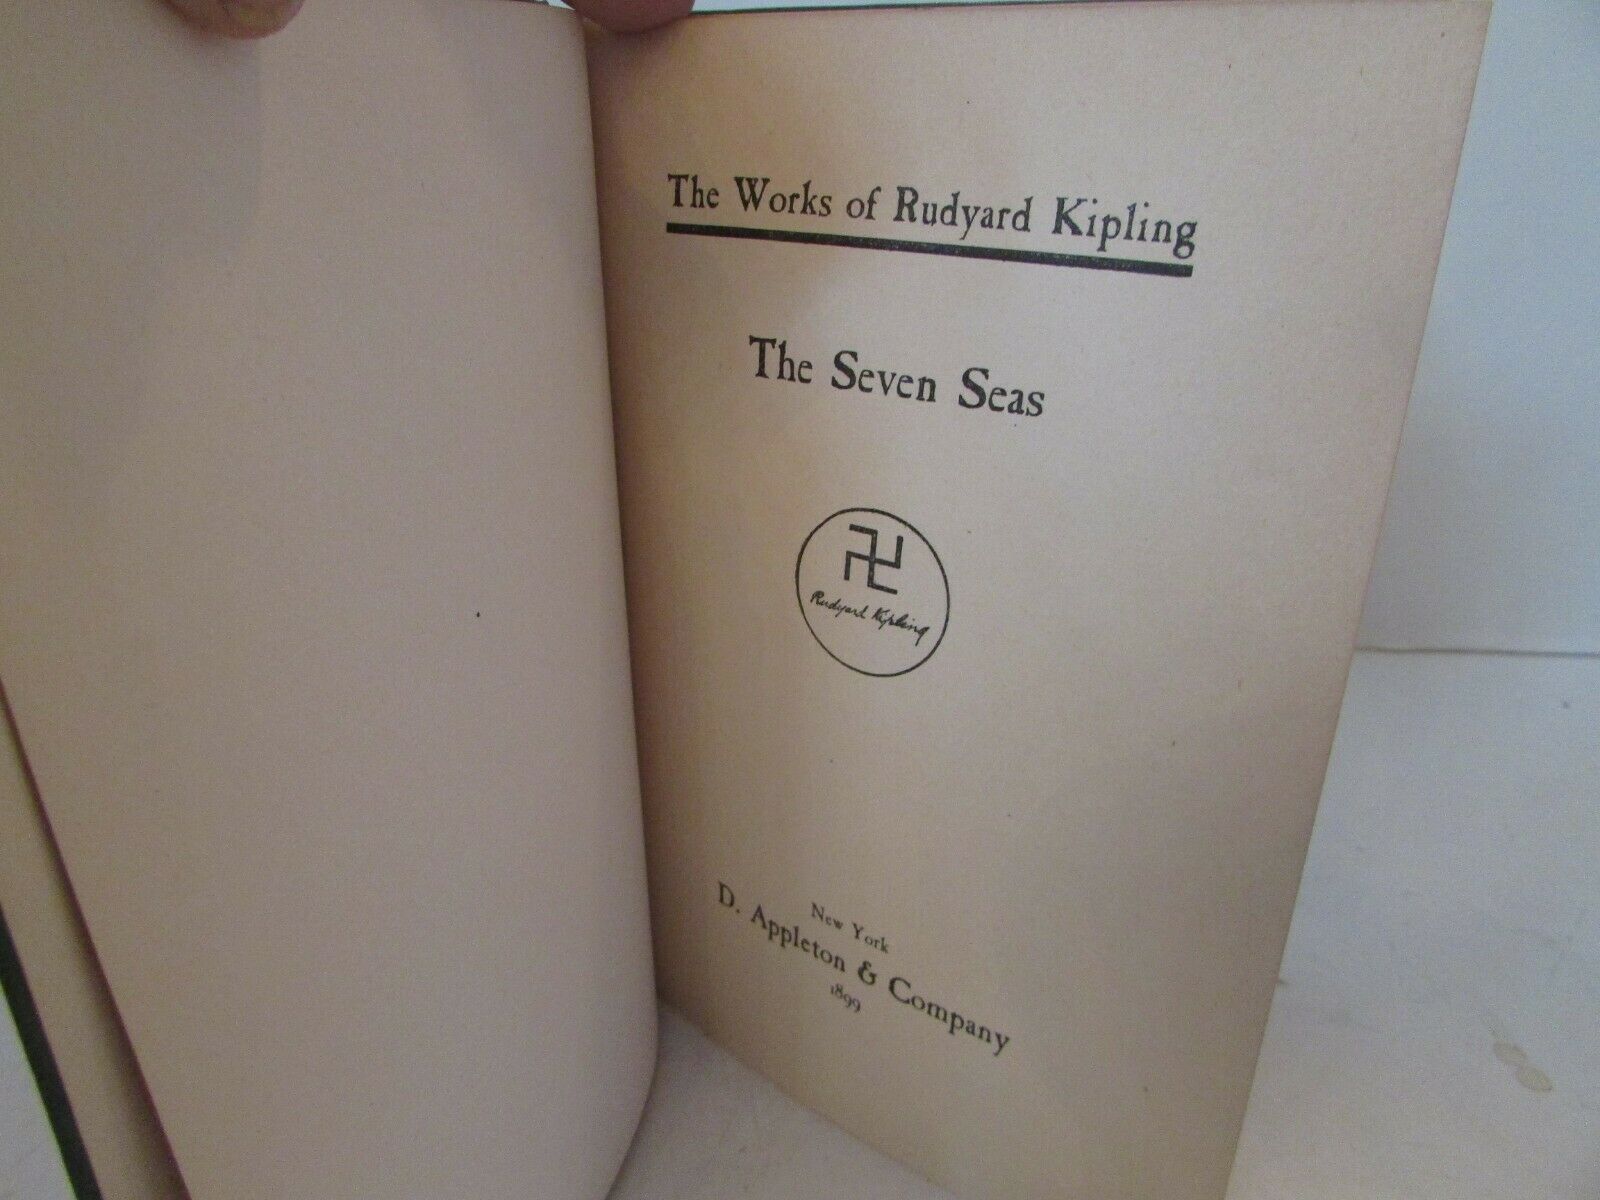 The Works of Rudyard Kipling
The Seven Seas
Rudyard Kipling
New York
D. Appleton & Company
1899